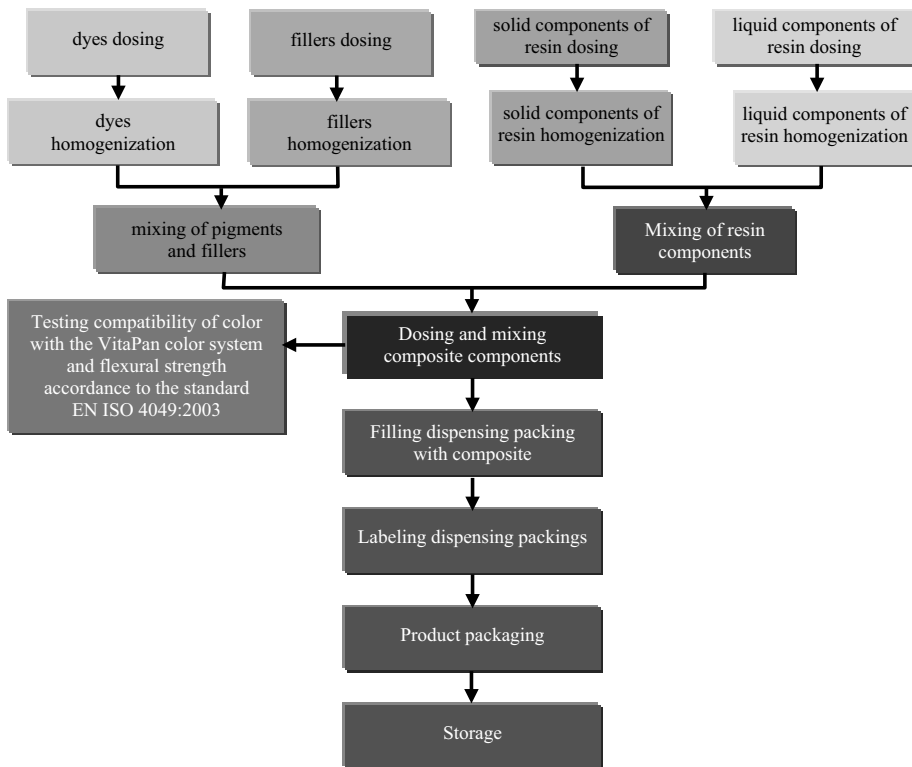 dyes dosing
fillers dosing
solid components of
resin dosing
liquid components of
resin dosing
dyes
homogenization
fillers
homogenization
solid components of
resin homogenization
liquid components of
resin homogenization
mixing of pigments
and fillers
Mixing of resin
components
Testing compatibility of color
with the VitaPan color system
and flexural strength
accordance to the standard
EN ISO 4049:2003
Dosing and mixing
composite components
Filling dispensing packing
with composite
Labeling dispensing packings
Product packaging
Storage